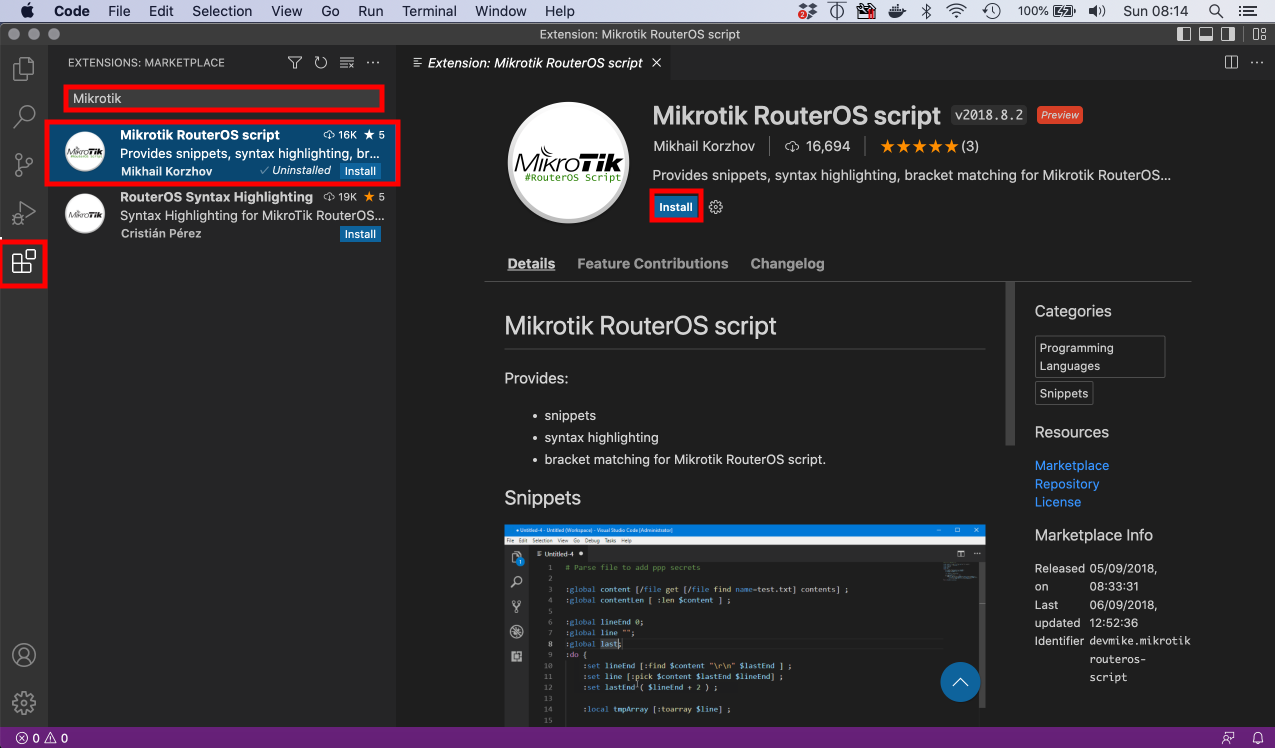 Code File Edit Selection View Go Run Terminal Window Help 2 100% Sun 08:14
Extension: Mikrotik RouterOS script
EXTENSIONS: MARKETPLACE
Mikrotik
Mikrotik RouterOS script 16K ★ 5
Provides snippets, syntax highlighting, br...
Mikhail Korzhov ✓ Uninstalled Install
MikroTik
#RouterOS Script
RouterOS Syntax Highlighting 19K ★ 5
Syntax Highlighting for MikroTik RouterOS...
Cristián Pérez Install
MikroTik
Extension: Mikrotik RouterOS script ×
MikroTik
#RouterOS Script
Mikrotik RouterOS script v2018.8.2 Preview
Mikhail Korzhov 16,694 ★★★★★(3)
Provides snippets, syntax highlighting, bracket matching for Mikrotik RouterOS...
Install
Details Feature Contributions Changelog
Mikrotik RouterOS script
Provides:
• snippets
• syntax highlighting
• bracket matching for Mikrotik RouterOS script.
Snippets
Untitled-4 - Untitled (Workspace) - Visual Studio Code [Administrator]
File Edit Selection View Go Debug Tasks Help
1
Untitled-4 ●
1 # Parse file to add ppp secrets
2
3 :global content [/file get [/file find name=test.txt] contents] ;
4 :global contentLen [ :len $content ] ;
5
6 :global lineEnd 0;
7 :global line "";
8 :global last;
9 :do {
10 :set lineEnd [:find $content "\r\n" $lastEnd ] ;
11 :set line [:pick $content $lastEnd $lineEnd] ;
12 :set lastEnd ( $lineEnd + 2 ) ;
13
14 :local tmpArray [:toarray $line] ;
15
Categories
Programming
Languages
Snippets
Resources
Marketplace
Repository
License
Marketplace Info
Released 05/09/2018,
on 08:33:31
Last 06/09/2018,
updated 12:52:36
Identifier devmike.mikrotik
routeros-
script
0 0